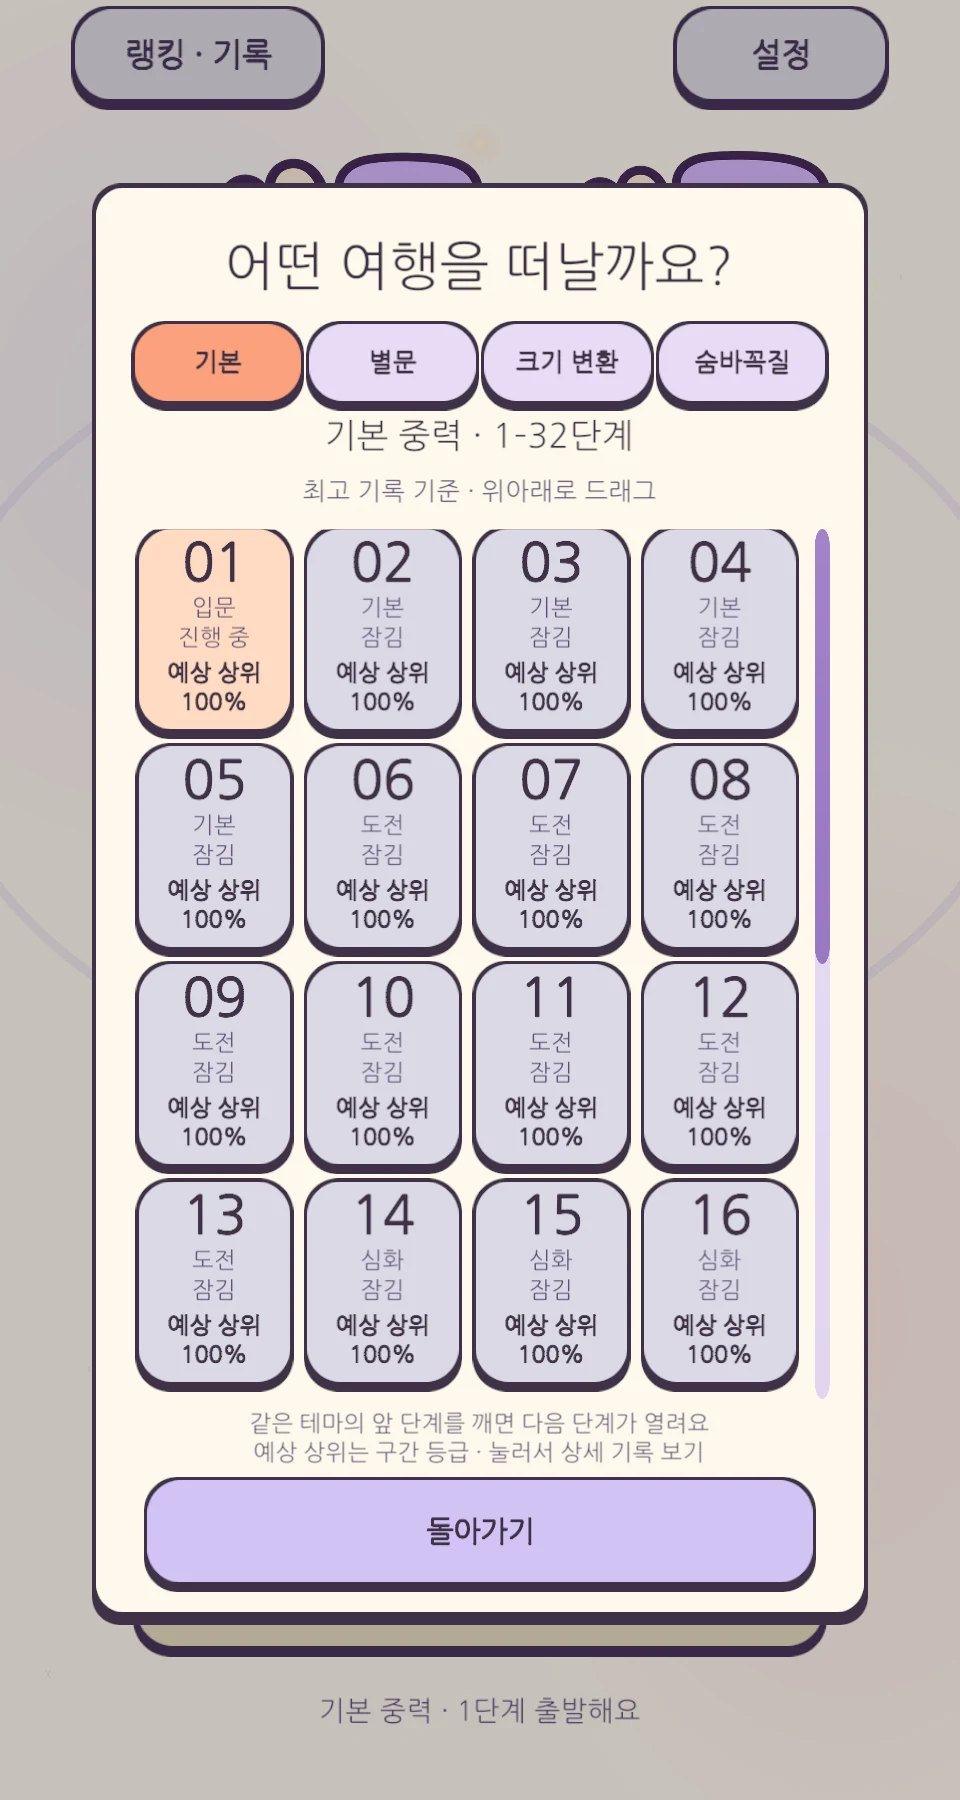 랭킹 · 기록
설정
어떤 여행을 떠날까요?
기본
별문
크기 변환
숨바꼭질
기본 중력 · 1-32단계
최고 기록 기준 · 위아래로 드래그
01
입문
진행 중
예상 상위
100%
02
기본
잠김
예상 상위
100%
03
기본
잠김
예상 상위
100%
04
기본
잠김
예상 상위
100%
05
기본
잠김
예상 상위
100%
06
도전
잠김
예상 상위
100%
07
도전
잠김
예상 상위
100%
08
도전
잠김
예상 상위
100%
09
도전
잠김
예상 상위
100%
10
도전
잠김
예상 상위
100%
11
도전
잠김
예상 상위
100%
12
도전
잠김
예상 상위
100%
13
도전
잠김
예상 상위
100%
14
심화
잠김
예상 상위
100%
15
심화
잠김
예상 상위
100%
16
심화
잠김
예상 상위
100%
같은 테마의 앞 단계를 깨면 다음 단계가 열려요
예상 상위는 구간 등급 · 눌러서 상세 기록 보기
돌아가기
기본 중력 · 1단계 출발해요